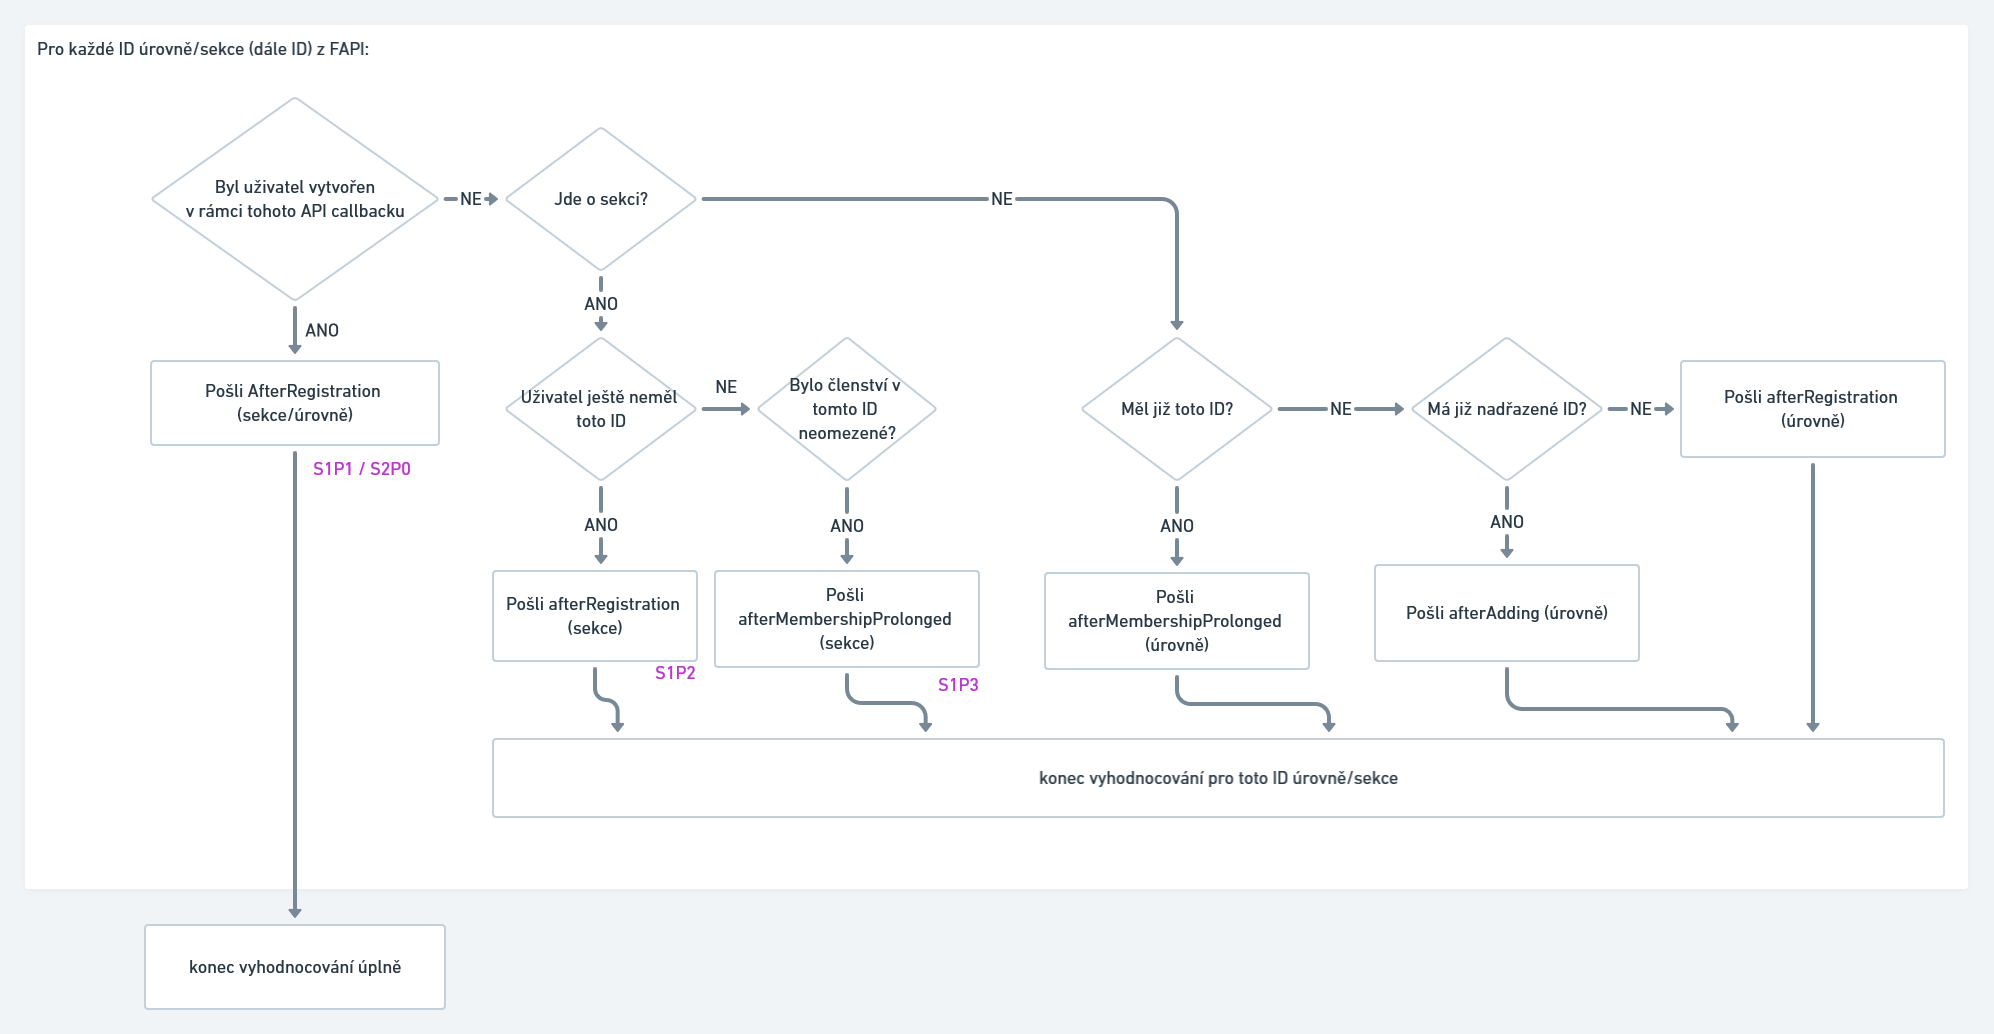 Pro každé ID úrovně/sekce (dále ID) z FAPI:
Byl uživatel vytvořen
v rámci tohoto API callbacku
NE
Jde o sekci?
NE
ANO
ANO
Pošli AfterRegistration
(sekce/úrovně)
S1P1 / S2P0
Uživatel ještě neměl
toto ID
NE
Bylo členství v
tomto ID
neomezené?
Měl již toto ID?
NE
Má již nadřazené ID?
NE
Pošli afterRegistration
(úrovně)
ANO
ANO
ANO
ANO
Pošli afterRegistration
(sekce)
S1P2
Pošli
afterMembershipProlonged
(sekce)
S1P3
Pošli
afterMembershipProlonged
(úrovně)
Pošli afterAdding (úrovně)
konec vyhodnocování pro toto ID úrovně/sekce
konec vyhodnocování úplně